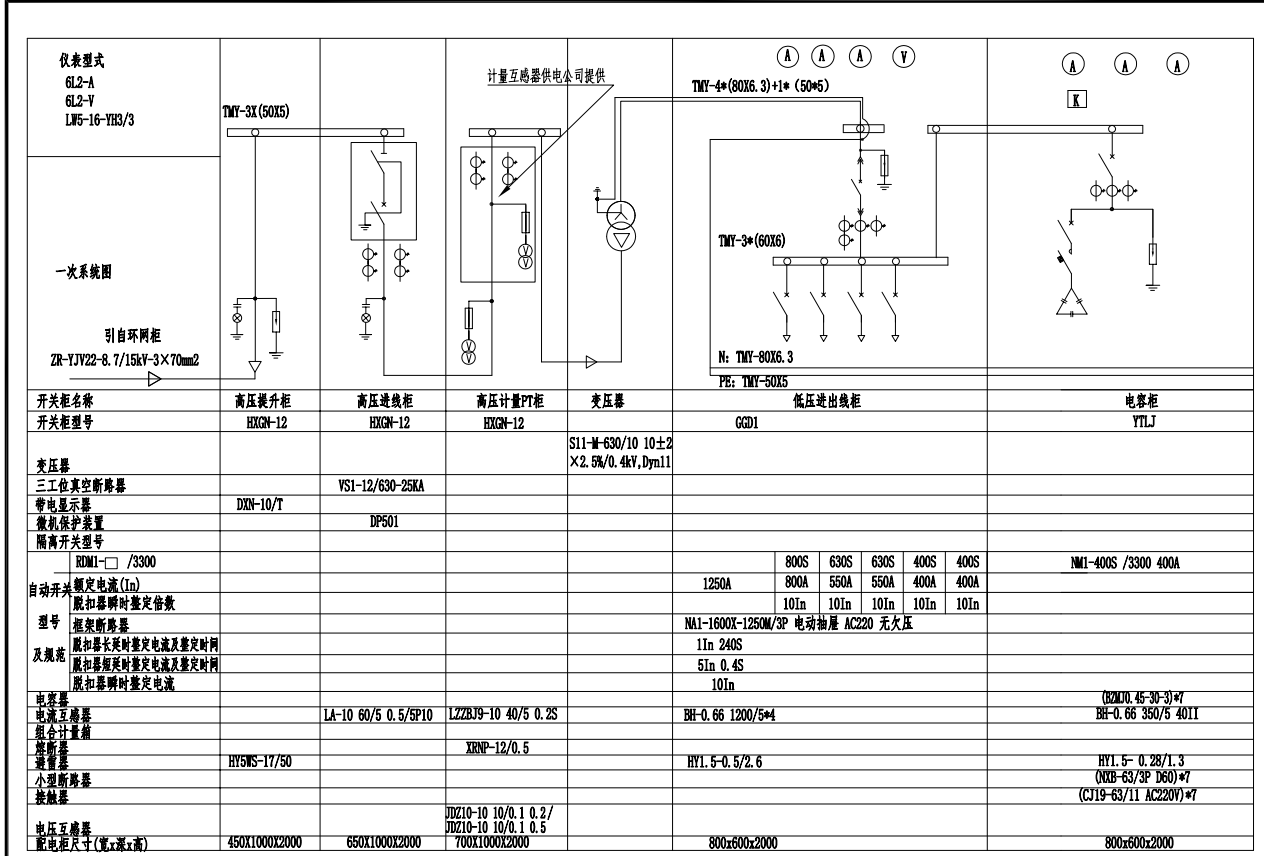 仪表型式
6L2-A
6L2-V
LW5-16-YH3/3
TMY-3X(50X5)
计量互感器供电公司提供
A A A V
TMY-4*(80X6.3)+1*（50*5）
A A A
K
TMY-3*(60X6)
一次系统图
引自环网柜
ZR-YJV22-8.7/15kV-3×70mm2
N: TMY-80X6.3
PE: TMY-50X5
开关柜名称 高压提升柜 高压进线柜 高压计量PT柜 变压器 低压进出线柜 电容柜
开关柜型号 HXGN-12 HXGN-12 HXGN-12 GGD1 YTLJ
S11-M-630/10 10±2
×2.5%/0.4kV,Dyn11
变压器
三工位真空断路器 VS1-12/630-25KA
带电显示器 DXN-10/T
微机保护装置 DP501
隔离开关型号
RDM1-□ /3300 800S 630S 630S 400S 400S NM1-400S /3300 400A
自动开关 额定电流(In) 1250A 800A 550A 550A 400A 400A
脱扣器瞬时整定倍数 10In 10In 10In 10In 10In
型号 框架断路器 NA1-1600X-1250M/3P 电动抽屉 AC220 无欠压
脱扣器长延时整定电流及整定时间 1In 240S
及规范
脱扣器短延时整定电流及整定时间 5In 0.4S
脱扣器瞬时整定电流 10In
电容器 (BZMJ0.45-30-3)*7
电流互感器 LA-10 60/5 0.5/5P10 LZZBJ9-10 40/5 0.2S BH-0.66 1200/5*4 BH-0.66 350/5 40II
组合计量箱
熔断器 XRNP-12/0.5
避雷器 HY5WS-17/50 HY1.5-0.5/2.6 HY1.5- 0.28/1.3
小型断路器 (NXB-63/3P D60)*7
接触器 (CJ19-63/11 AC220V)*7
JDZ10-10 10/0.1 0.2/
电压互感器 JDZ10-10 10/0.1 0.5
配电柜尺寸(宽x深x高) 450X1000X2000 650X1000X2000 700X1000X2000 800x600x2000 800x600x2000